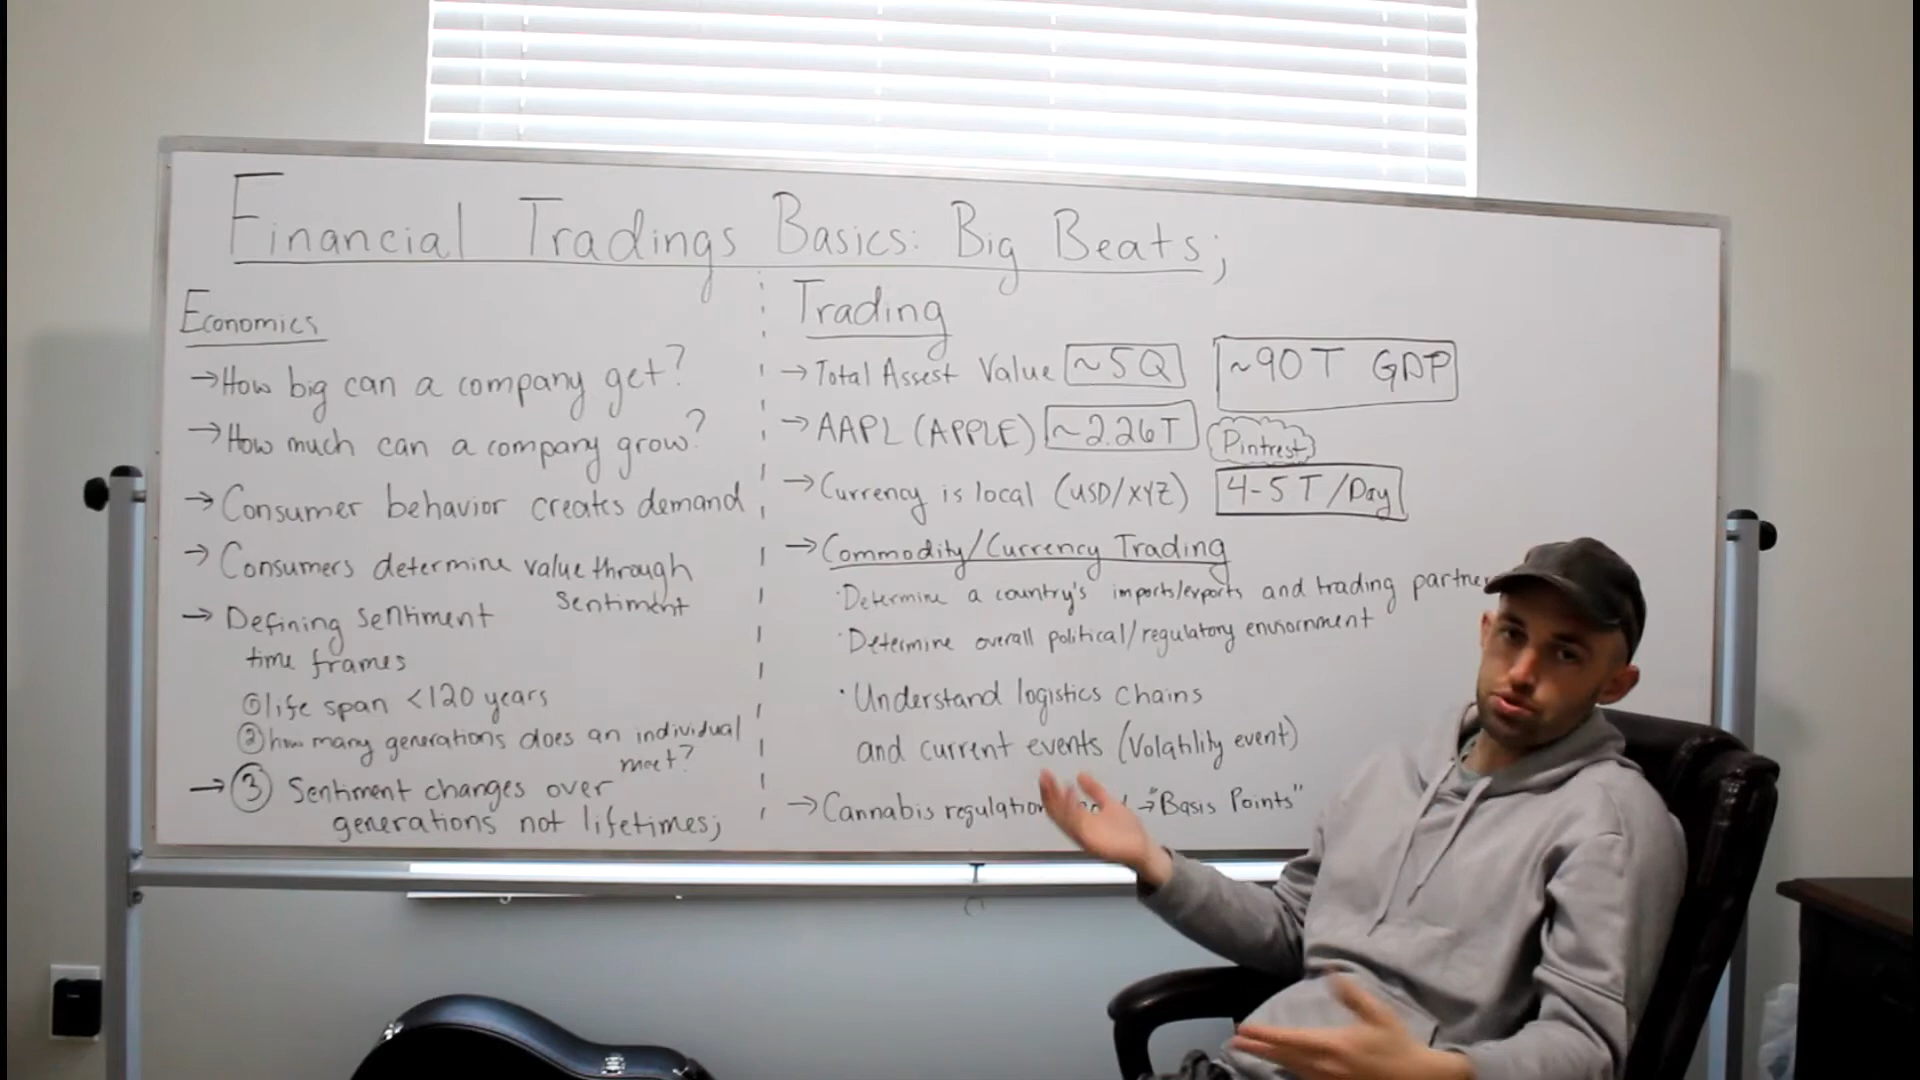 Financial Tradings Basics: Big Beats;
Economics
→How big can a company get?
→How much can a company grow?
→Consumer behavior creates demand
→Consumers determine value through
sentiment
→Defining sentiment
time frames
①life span <120 years
②how many generations does an individual
meet?
→③ Sentiment changes over
generations not lifetimes;
Trading
→Total Assest Value ~5Q ~90T GDP
→AAPL (APPLE) ~2.26T Pintrest
→Currency is local (USD/XYZ) 4-5T/Day
→Commodity/Currency Trading
·Determine a country's imports/exports and trading partner
·Determine overall political/regulatory enviornment
·Understand logistics chains
and current events (Volatility event)
→Cannabis regulation →"Basis Points"